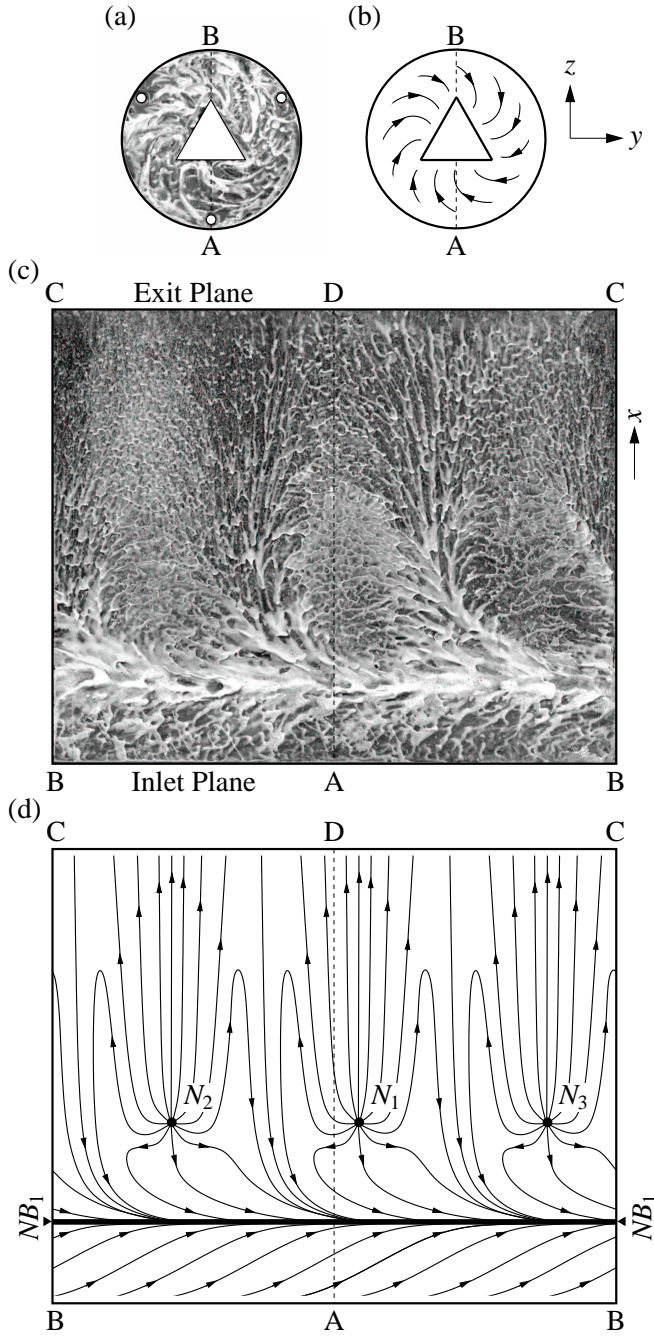 (a)
(b)
B
B
z
y
A
A
(c)
C Exit Plane D C
x
B Inlet Plane A B
(d)
C D C
N2 N1 N3
NB1 NB1
B A B